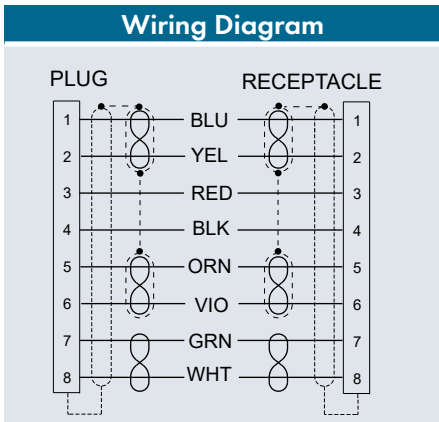 Wiring Diagram
PLUG RECEPTACLE
1 BLU 1
2 YEL 2
3 RED 3
4 BLK 4
5 ORN 5
6 VIO 6
7 GRN 7
8 WHT 8